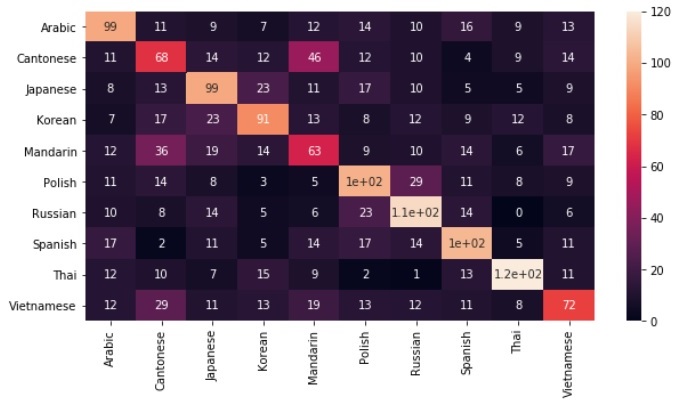 Arabic 99 11 9 7 12 14 10 16 9 13
Cantonese 11 68 14 12 46 12 10 4 9 14
Japanese 8 13 99 23 11 17 10 5 5 9
Korean 7 17 23 91 13 8 12 9 12 8
Mandarin 12 36 19 14 63 9 10 14 6 17
Polish 11 14 8 3 5 1e+02 29 11 8 9
Russian 10 8 14 5 6 23 1.1e+02 14 0 6
Spanish 17 2 11 5 14 17 14 1e+02 5 11
Thai 12 10 7 15 9 2 1 13 1.2e+02 11
Vietnamese 12 29 11 13 19 13 12 11 8 72
Arabic Cantonese Japanese Korean Mandarin Polish Russian Spanish Thai Vietnamese
120
100
80
60
40
20
0